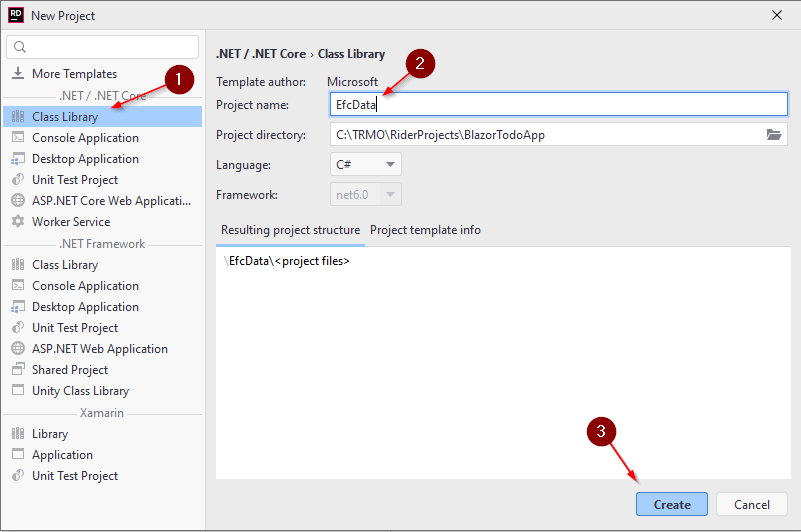 RD New Project
More Templates
.NET / .NET Core
Class Library
Console Application
Desktop Application
Unit Test Project
ASP.NET Core Web Applicati...
Worker Service
.NET Framework
Class Library
Console Application
Desktop Application
Unit Test Project
ASP.NET Web Application
Shared Project
Unity Class Library
Xamarin
Library
Application
Unit Test Project
1
.NET / .NET Core › Class Library
2
Template author: Microsoft
Project name: EfcData
Project directory: C:\TRMO\RiderProjects\BlazorTodoApp
Language: C#
Framework: net6.0
Resulting project structure Project template info
\EfcData\<project files>
3
Create Cancel